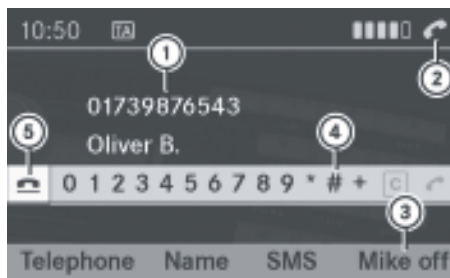 10:50 TA
1
2
01739876543
5
4
Oliver B.
0 1 2 3 4 5 6 7 8 9 * # + C
3
Telephone Name SMS Mike off